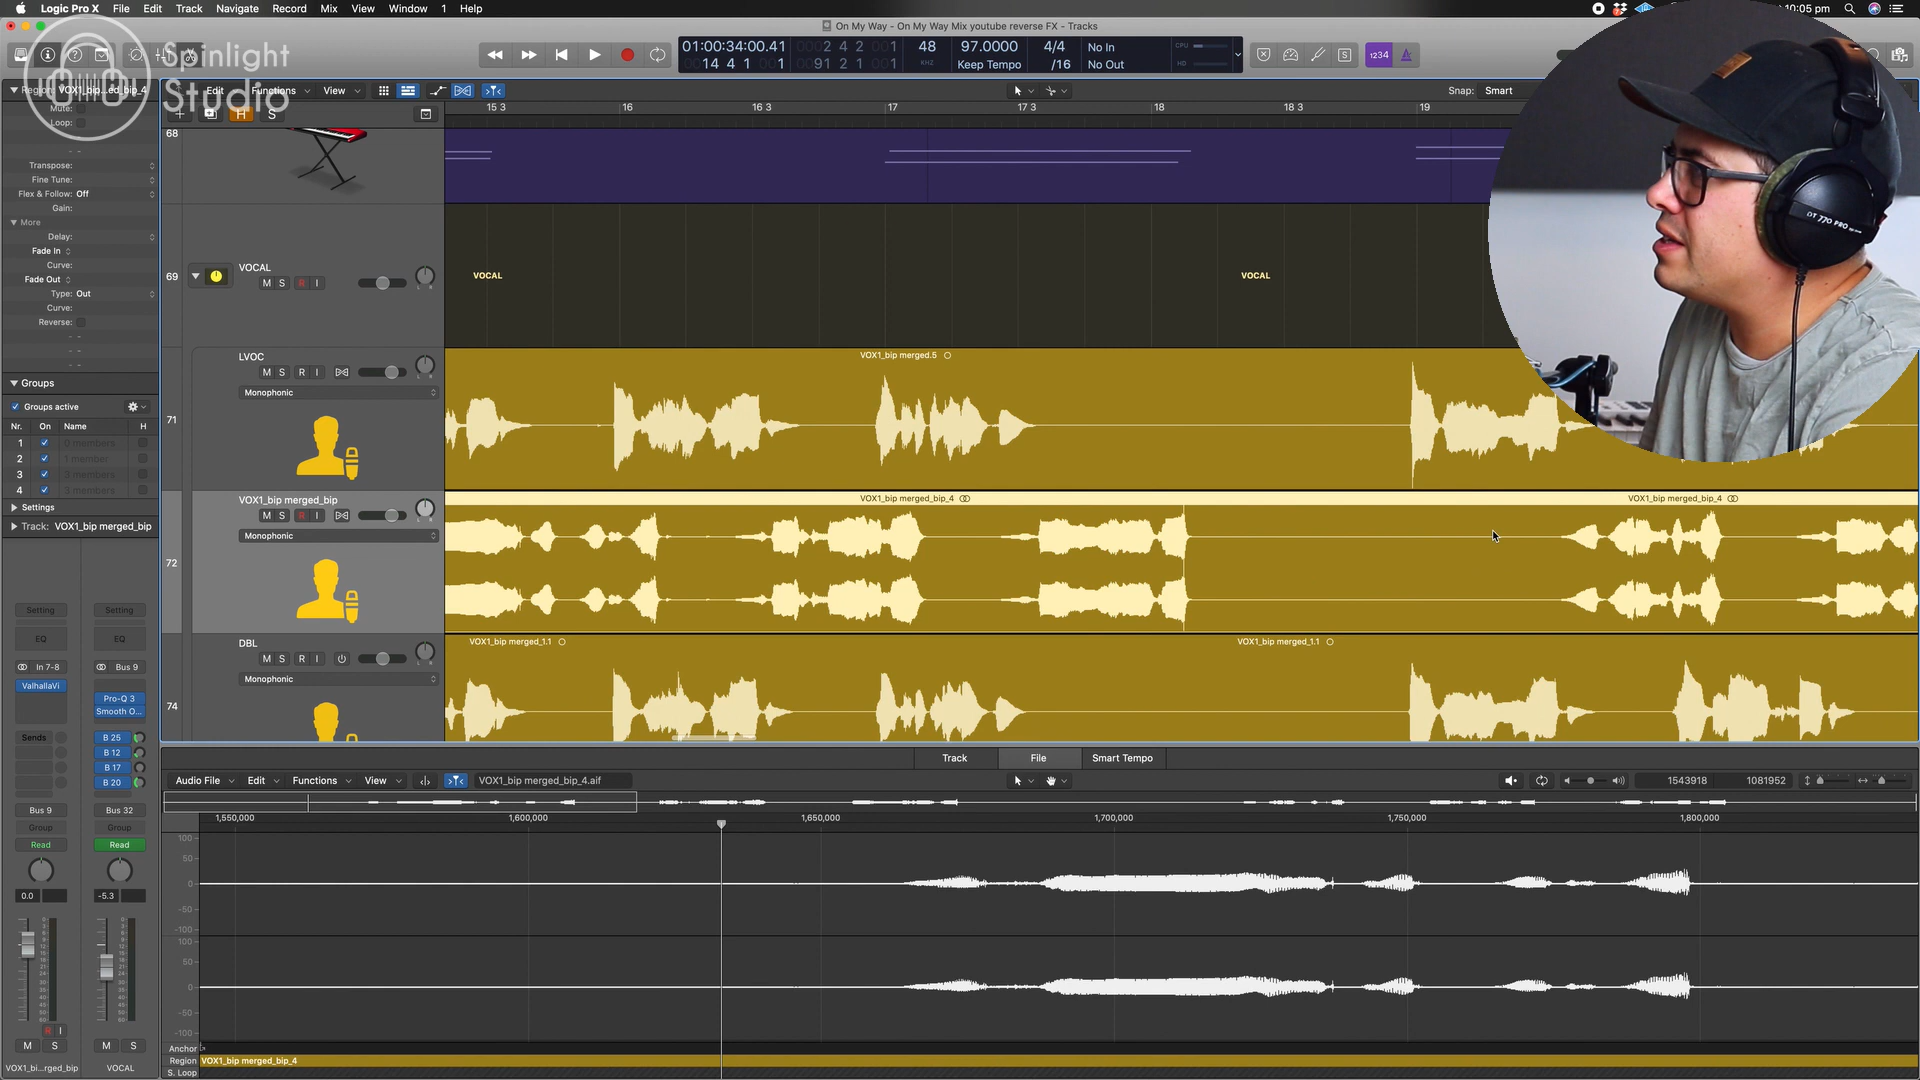 Logic Pro X File Edit Track Navigate Record Mix View Window 1 Help
10:05 pm
On My Way - On My Way Mix youtube reverse FX - Tracks
01:00:34:00.41 0002 4 2 001 48 97.0000 4/4 No In
14 4 1 001 0091 2 1 001 KHZ Keep Tempo /16 No Out
CPU
HD
1234
Spinlight
Studio
Region: VOX1_bip...ed_bip_4
Edit Functions View
Snap: Smart
Mute:
Loop:
H S
15 3 16 16 3 17 17 3 18 18 3 19
Transpose:
Fine Tune:
Flex & Follow: Off
Gain:
More
Delay:
Fade In
Curve:
Fade Out
Type: Out
Curve:
Reverse:
68
69 VOCAL
M S R I
VOCAL VOCAL
DT 770 PRO
71 LVOC
M S R I
Monophonic
VOX1_bip merged.5
72 VOX1_bip merged_bip
M S R I
Monophonic
VOX1_bip merged_bip_4 VOX1_bip merged_bip_4
74 DBL
M S R I
Monophonic
VOX1_bip merged_1.1 VOX1_bip merged_1.1
Groups
Groups active
Nr. On Name H
1 0 members
2 1 member
3 3 members
4 3 members
Settings
Track: VOX1_bip merged_bip
Setting Setting
EQ EQ
In 7-8 Bus 9
ValhallaVi Pro-Q 3
Smooth O...
Sends B 25
B 12
B 17
B 20
Bus 9 Bus 32
Group Group
Read Read
0.0 -5.3
R I
M S M S
VOX1_bi...rged_bip VOCAL
Track File Smart Tempo
Audio File Edit Functions View VOX1_bip merged_bip_4.aif
1543918 1081952
1,550,000 1,600,000 1,650,000 1,700,000 1,750,000 1,800,000
100
50
0
-50
-100
100
50
0
-50
-100
Anchor
Region VOX1_bip merged_bip_4
S. Loop